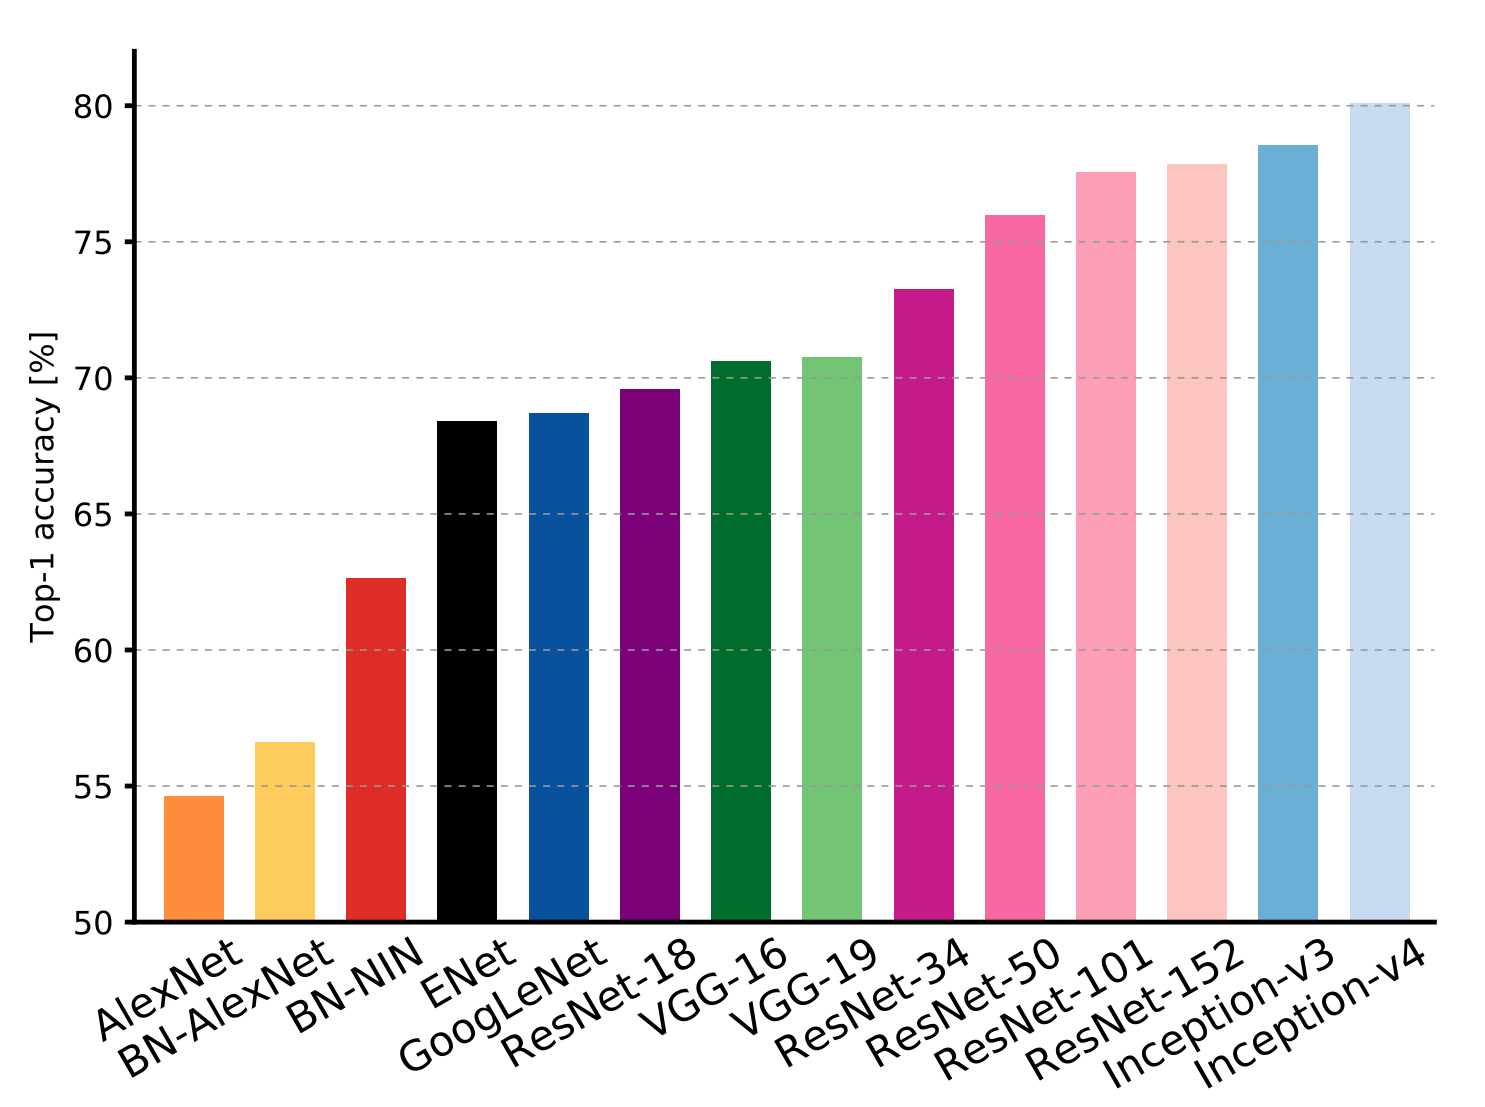 Top-1 accuracy [%]
80
75
70
65
60
55
50
AlexNet
BN-AlexNet
BN-NIN
ENet
GoogLeNet
ResNet-18
VGG-16
VGG-19
ResNet-34
ResNet-50
ResNet-101
ResNet-152
Inception-v3
Inception-v4